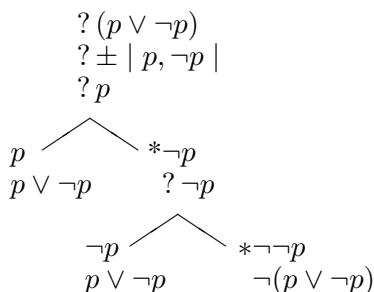 ? (p ∨ ¬p)
? ± | p, ¬p |
? p
p *¬p
p ∨ ¬p ? ¬p
¬p *¬¬p
p ∨ ¬p ¬(p ∨ ¬p)